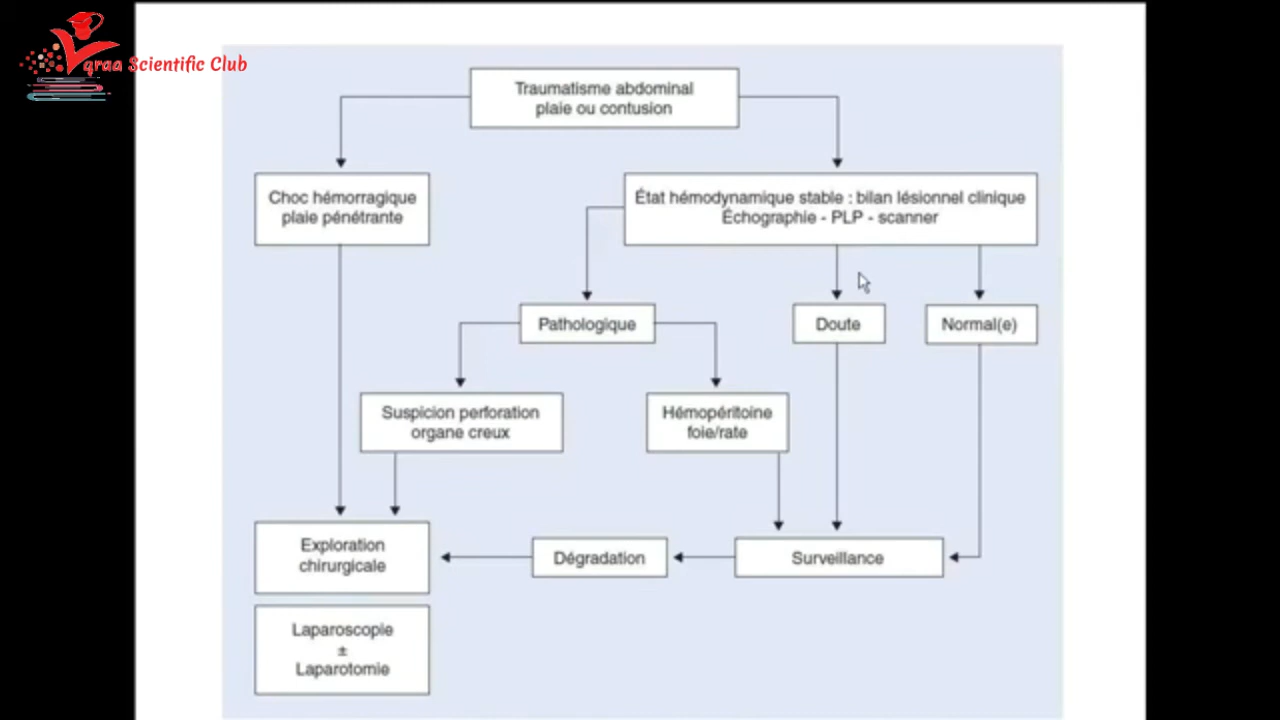 qraa Scientific Club
Traumatisme abdominal
plaie ou contusion
Choc hémorragique
plaie pénétrante
État hémodynamique stable : bilan lésionnel clinique
Échographie - PLP - scanner
Pathologique
Doute
Normal(e)
Suspicion perforation
organe creux
Hémopéritoine
foie/rate
Exploration
chirurgicale
Dégradation
Surveillance
Laparoscopie
±
Laparotomie